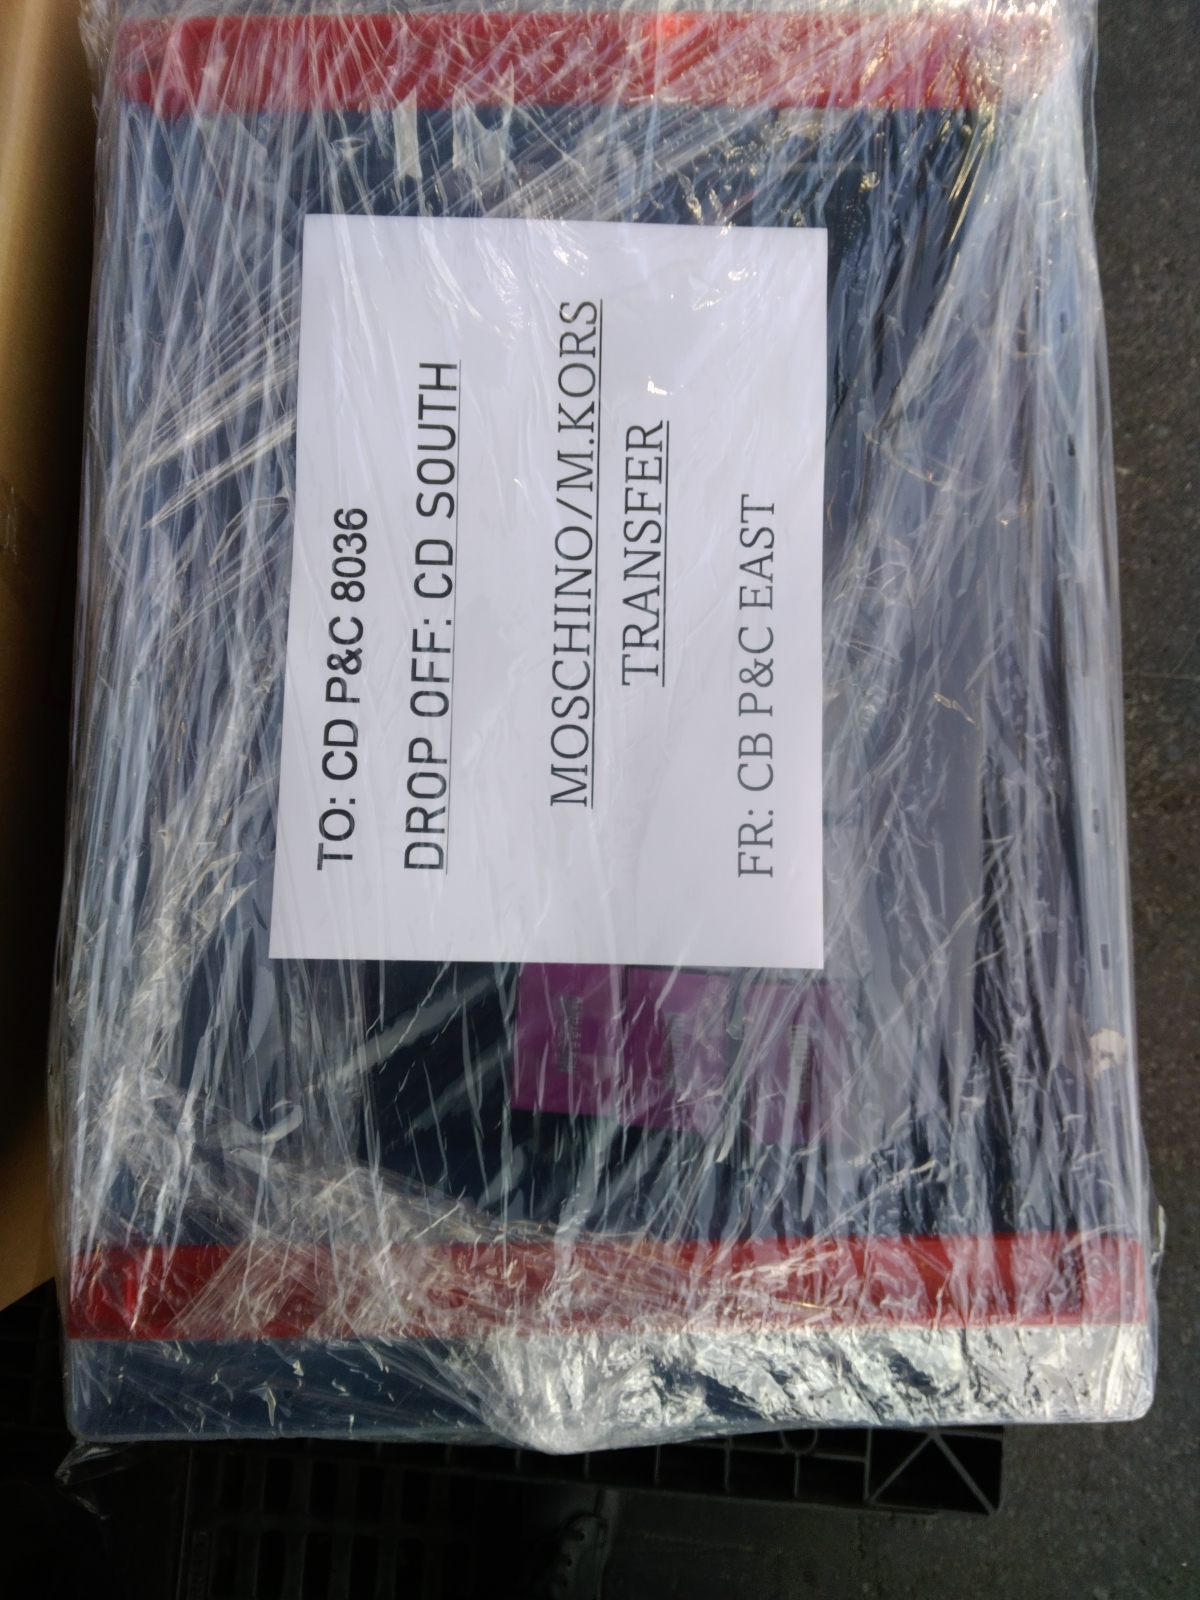 TO: CD P&C 8036
DROP OFF: CD SOUTH
MOSCHINO/M.KORS
TRANSFER
FR: CB P&C EAST